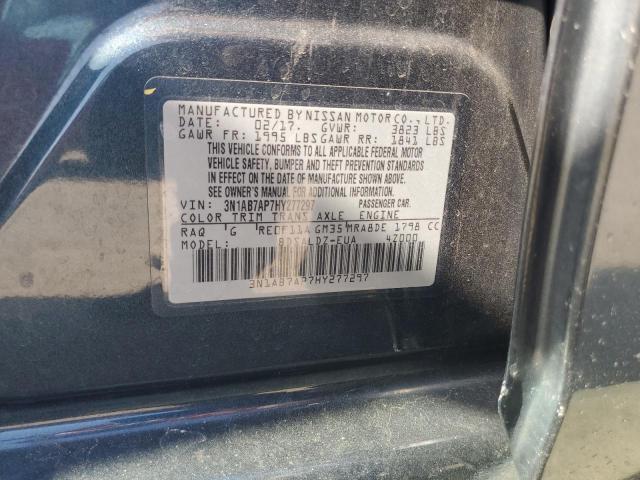 MANUFACTURED BY NISSAN MOTOR CO., LTD.
DATE: 02/17. GVWR: 3823 LBS
GAWR FR: 1995 LBS GAWR RR: 1841 LBS
THIS VEHICLE CONFORMS TO ALL APPLICABLE FEDERAL MOTOR
VEHICLE SAFETY, BUMPER AND THEFT PREVENTION STANDARDS
IN EFFECT ON THE DATE OF MANUFACTURE SHOWN ABOVE.
SEE OWNER'S MANUAL FOR ADDITIONAL INFORMATION.
VIN: 3N1AB7AP7HY277297 PASSENGER CAR.
COLOR TRIM TRANS AXLE ENGINE
RAQ G RE0F11A GM35 MRA8DE 1798 CC
MODEL: BDSALDZ-EUA 4Z000
3N1AB7AP7HY277297